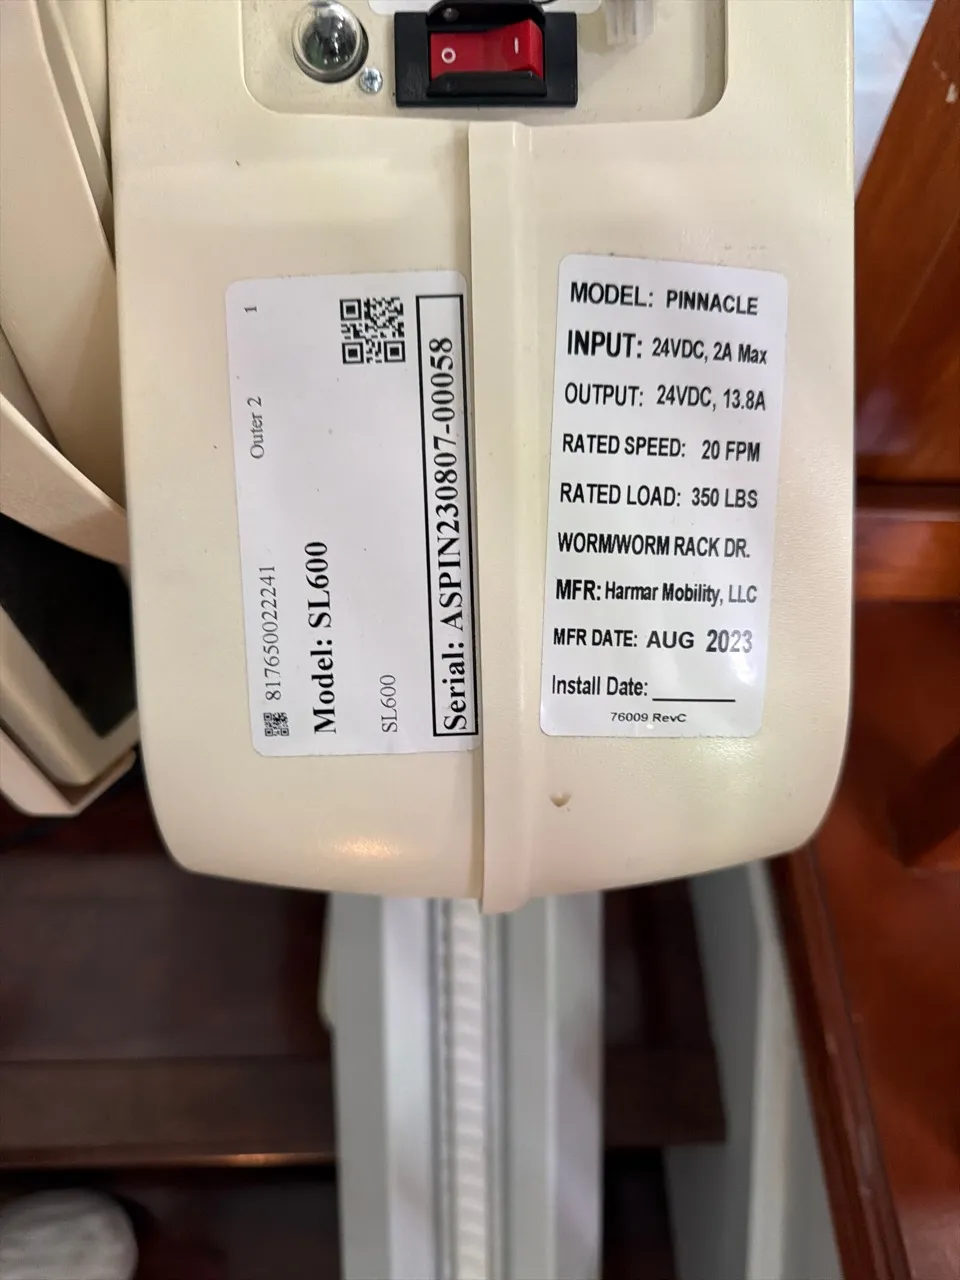 O
1
Outer 2
817650022241
Model: SL600
SL600
Serial: ASPIN230807-00058
MODEL: PINNACLE
INPUT: 24VDC, 2A Max
OUTPUT: 24VDC, 13.8A
RATED SPEED: 20 FPM
RATED LOAD: 350 LBS
WORM/WORM RACK DR.
MFR: Harmar Mobility, LLC
MFR DATE: AUG 2023
Install Date:
76009 RevC